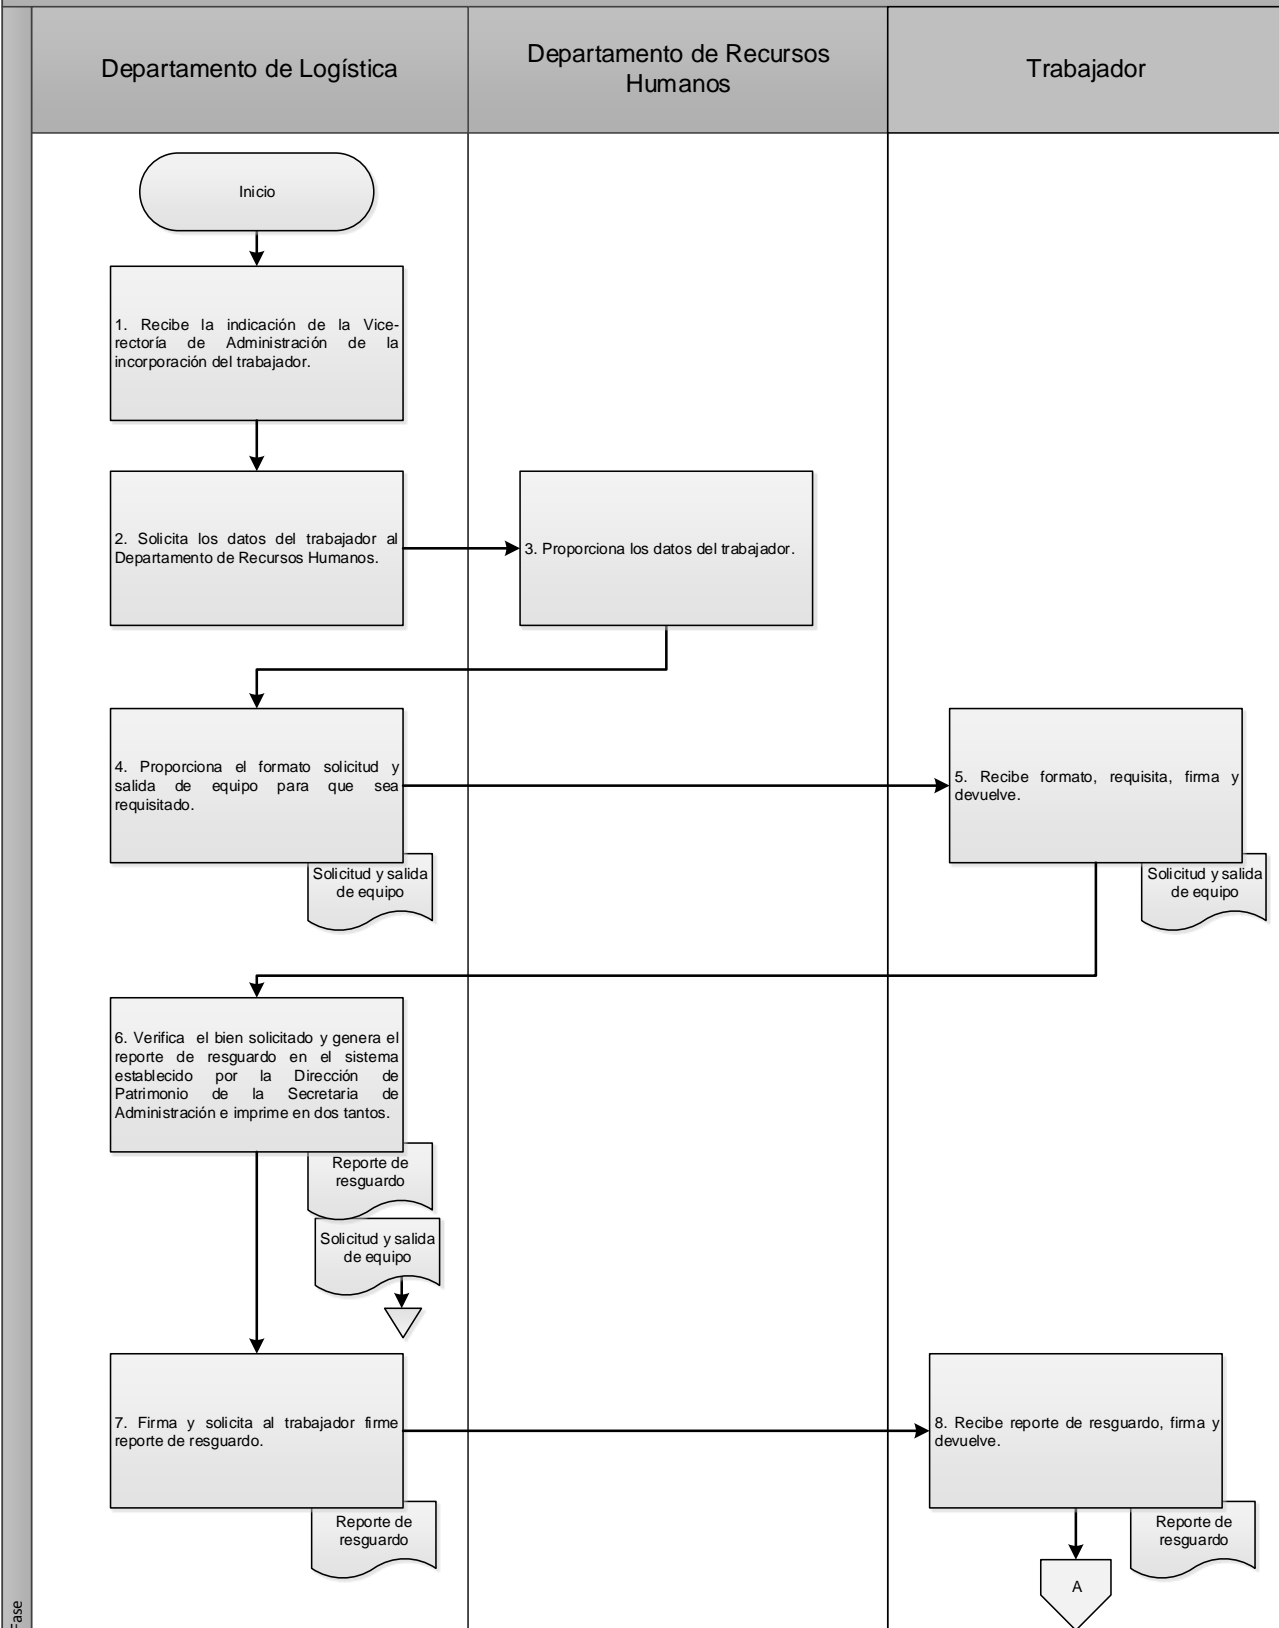 Departamento de Logística
Departamento de Recursos
Humanos
Trabajador
Inicio
1. Recibe la indicación de la Vice-
rectoría de Administración de la
incorporación del trabajador.
2. Solicita los datos del trabajador al
Departamento de Recursos Humanos.
3. Proporciona los datos del trabajador.
4. Proporciona el formato solicitud y
salida de equipo para que sea
requisitado.
Solicitud y salida
de equipo
5. Recibe formato, requisita, firma y
devuelve.
Solicitud y salida
de equipo
6. Verifica el bien solicitado y genera el
reporte de resguardo en el sistema
establecido por la Dirección de
Patrimonio de la Secretaria de
Administración e imprime en dos tantos.
Reporte de
resguardo
Solicitud y salida
de equipo
7. Firma y solicita al trabajador firme
reporte de resguardo.
Reporte de
resguardo
8. Recibe reporte de resguardo, firma y
devuelve.
Reporte de
resguardo
A
Fase